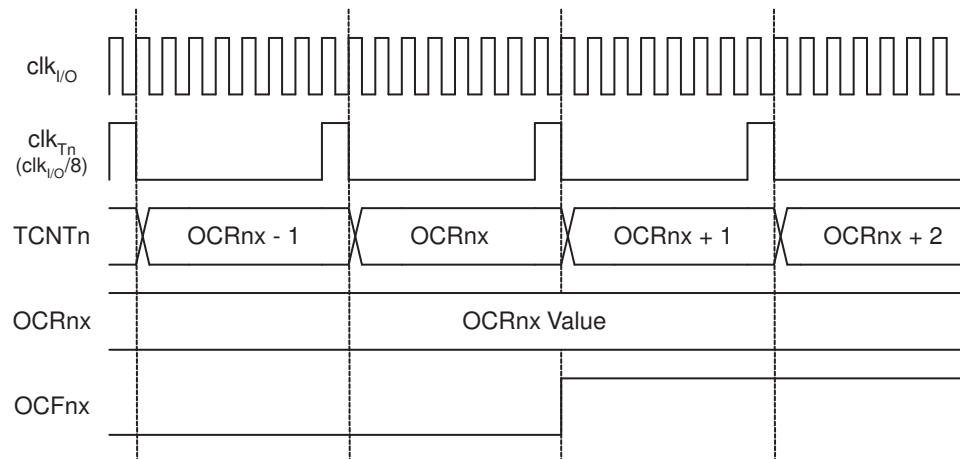 clkI/O
clkTn
(clkI/O/8)
TCNTn OCRnx - 1 OCRnx OCRnx + 1 OCRnx + 2
OCRnx OCRnx Value
OCFnx